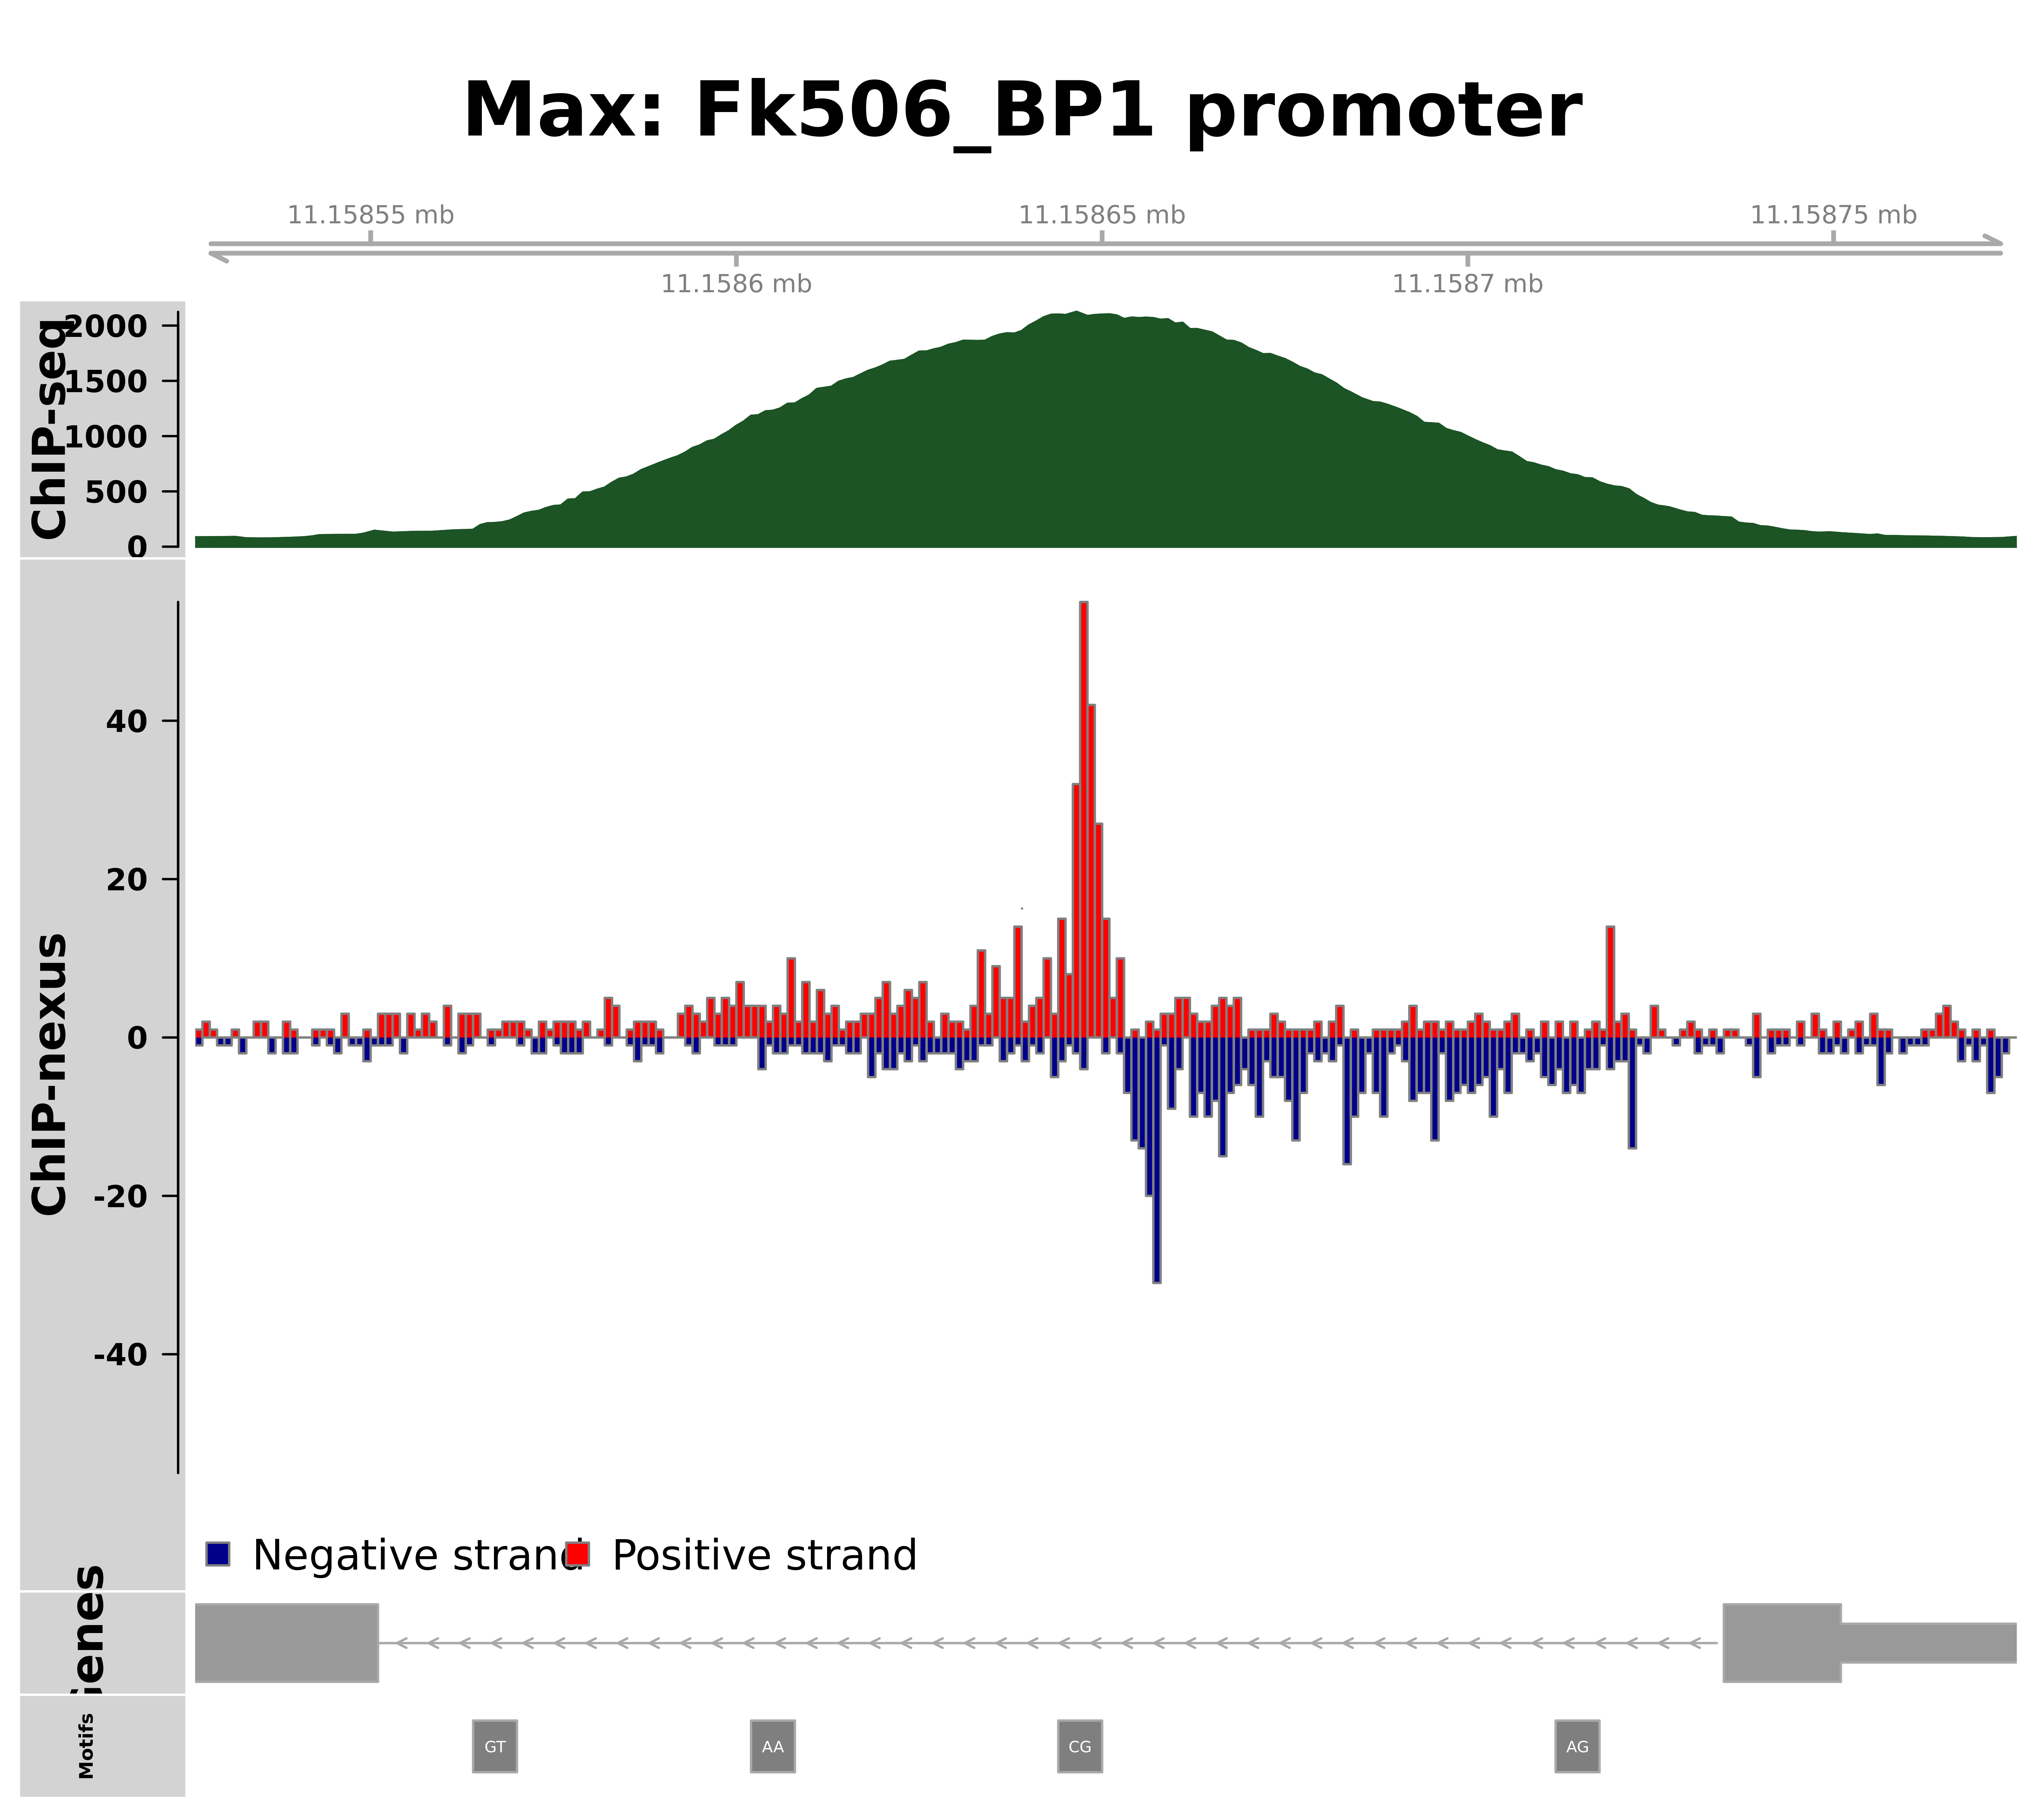 Max: Fk506_BP1 promoter
11.15855 mb 11.15865 mb 11.15875 mb
11.1586 mb 11.1587 mb
ChIP-seq
2000
1500
1000
500
0
ChIP-nexus
40
20
0
-20
-40
Negative strand Positive strand
enes
Motifs
GT AA CG AG